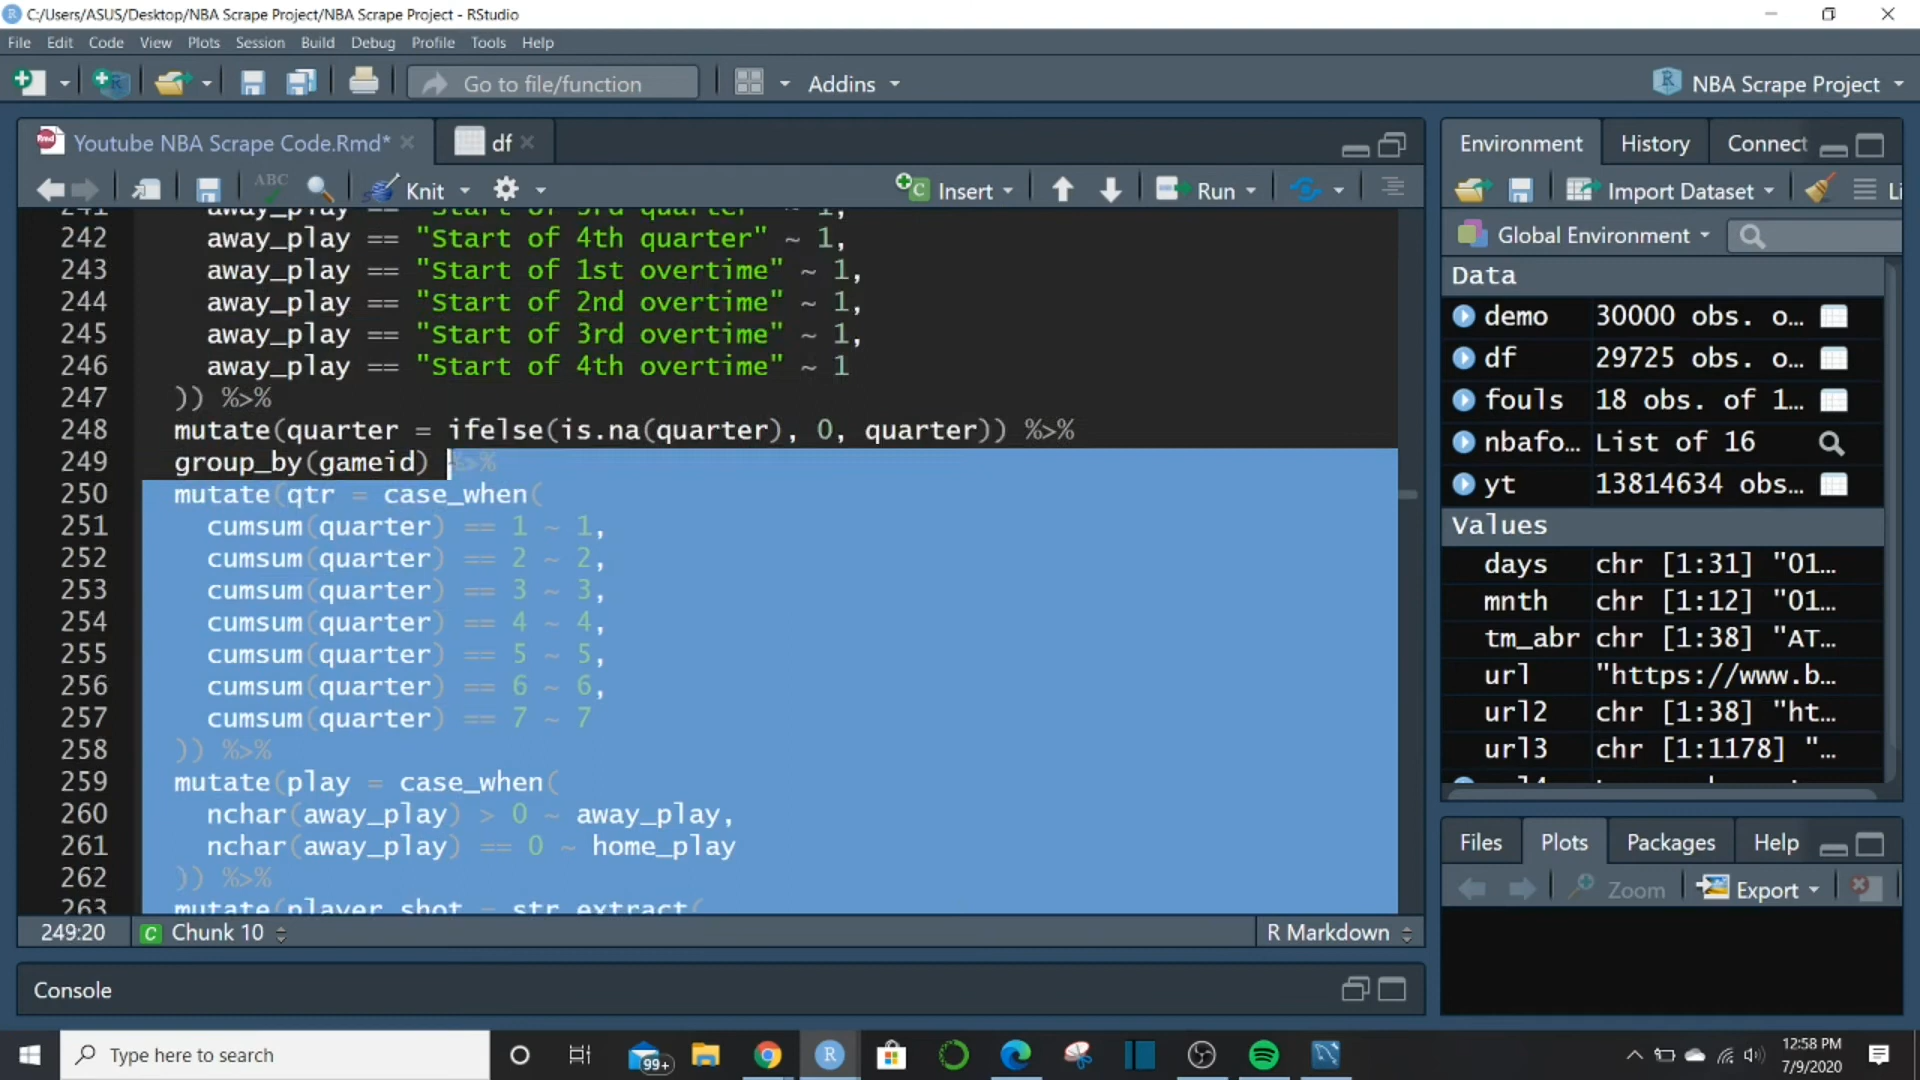 C:/Users/ASUS/Desktop/NBA Scrape Project/NBA Scrape Project - RStudio
File Edit Code View Plots Session Build Debug Profile Tools Help
Go to file/function Addins NBA Scrape Project
Youtube NBA Scrape Code.Rmd* df
ABC Knit Insert Run
241 away_play == "Start of 3rd quarter" ~ 1,
242 away_play == "Start of 4th quarter" ~ 1,
243 away_play == "Start of 1st overtime" ~ 1,
244 away_play == "Start of 2nd overtime" ~ 1,
245 away_play == "Start of 3rd overtime" ~ 1,
246 away_play == "Start of 4th overtime" ~ 1
247 )) %>%
248 mutate(quarter = ifelse(is.na(quarter), 0, quarter)) %>%
249 group_by(gameid) %>%
250 mutate(qtr = case_when(
251 cumsum(quarter) == 1 ~ 1,
252 cumsum(quarter) == 2 ~ 2,
253 cumsum(quarter) == 3 ~ 3,
254 cumsum(quarter) == 4 ~ 4,
255 cumsum(quarter) == 5 ~ 5,
256 cumsum(quarter) == 6 ~ 6,
257 cumsum(quarter) == 7 ~ 7
258 )) %>%
259 mutate(play = case_when(
260 nchar(away_play) > 0 ~ away_play,
261 nchar(away_play) == 0 ~ home_play
262 )) %>%
263 mutate(player_shot = str_extract(
249:20 C Chunk 10 R Markdown
Console
Environment History Connect
Import Dataset Li
Global Environment
Data
demo 30000 obs. o...
df 29725 obs. o...
fouls 18 obs. of 1...
nbafo... List of 16
yt 13814634 obs...
Values
days chr [1:31] "01...
mnth chr [1:12] "01...
tm_abr chr [1:38] "AT...
url "https://www.b...
url2 chr [1:38] "ht...
url3 chr [1:1178] "...
Files Plots Packages Help
Zoom Export
Type here to search
99+
12:58 PM
7/9/2020